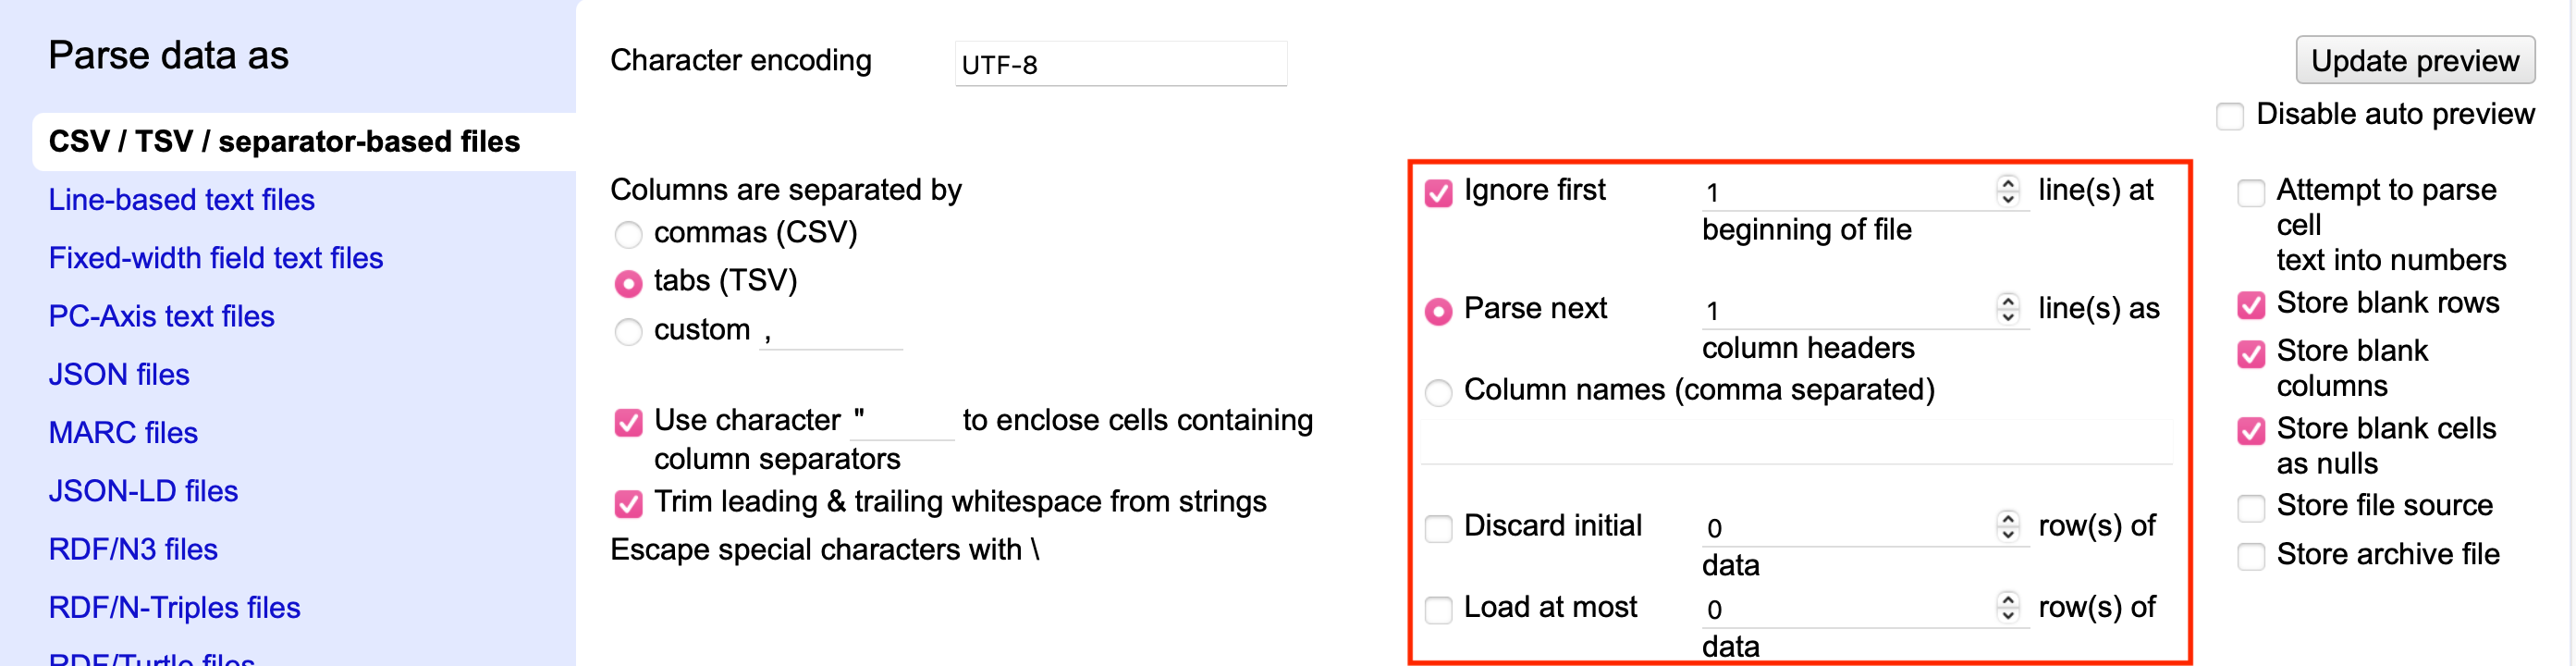 Parse data as
CSV / TSV / separator-based files
Line-based text files
Fixed-width field text files
PC-Axis text files
JSON files
MARC files
JSON-LD files
RDF/N3 files
RDF/N-Triples files
RDF/Turtle files
Character encoding UTF-8
Columns are separated by
commas (CSV)
tabs (TSV)
custom ,
Use character " to enclose cells containing
column separators
Trim leading & trailing whitespace from strings
Escape special characters with \
Ignore first 1 line(s) at
beginning of file
Parse next 1 line(s) as
column headers
Column names (comma separated)
Discard initial 0 row(s) of
data
Load at most 0 row(s) of
data
Update preview
Disable auto preview
Attempt to parse
cell
text into numbers
Store blank rows
Store blank
columns
Store blank cells
as nulls
Store file source
Store archive file